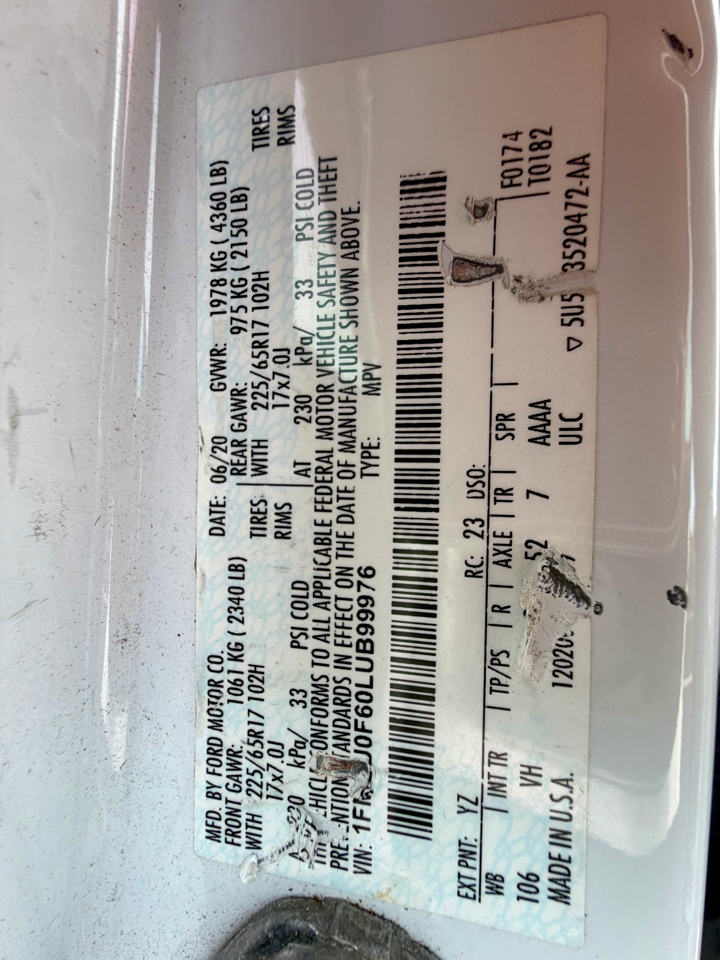 MFD. BY FORD MOTOR CO. DATE: 06/20 GVWR: 1978 KG ( 4360 LB)
FRONT GAWR: 1061 KG ( 2340 LB) REAR GAWR: 975 KG ( 2150 LB)
WITH 225/65R17 102H TIRES WITH 225/65R17 102H TIRES
17x7.0J RIMS 17x7.0J RIMS
kPa/ 33 PSI COLD AT 230 kPa/ 33 PSI COLD
CONFORMS TO ALL APPLICABLE FEDERAL MOTOR VEHICLE SAFETY AND THEFT
STANDARDS IN EFFECT ON THE DATE OF MANUFACTURE SHOWN ABOVE.
VIN: 0F60LUB99976 TYPE: MPV
EXT PNT: YZ RC: 23 DSO:
WB INT TR TP/PS R AXLE TR SPR F0174
106 VH 52 7 AAAA T0182
ULC
MADE IN U.S.A. ▽ 3520472-AA